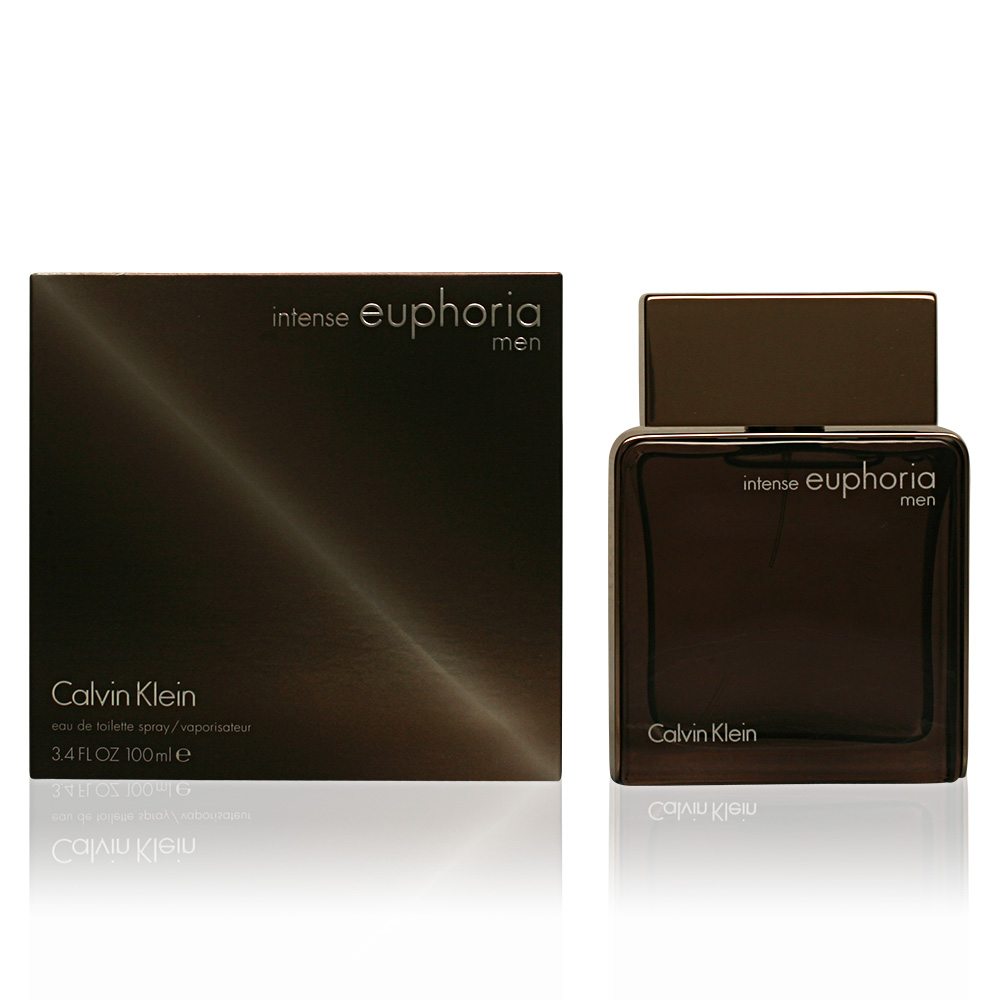 intense euphoria
men
Calvin Klein
eau de toilette spray/vaporisateur
3.4 FL OZ 100 ml ℮
intense euphoria
men
Calvin Klein